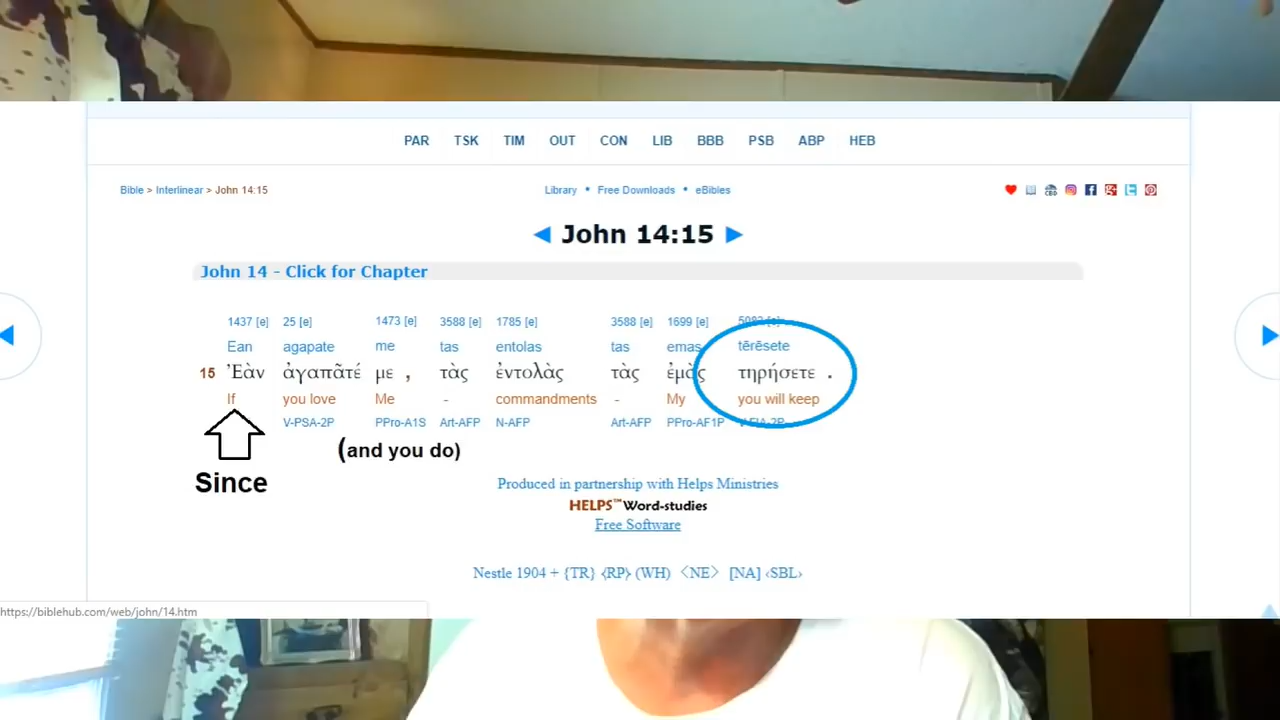 PAR TSK TIM OUT CON LIB BBB PSB ABP HEB
Bible > Interlinear > John 14:15 Library • Free Downloads • eBibles
◄ John 14:15 ►
John 14 - Click for Chapter
1437 [e] 25 [e] 1473 [e] 3588 [e] 1785 [e] 3588 [e] 1699 [e]
Ean agapate me tas entolas tas emas tērēsete
15 Ἐὰν ἀγαπᾶτέ με , τὰς ἐντολὰς τὰς ἐμὰς τηρήσετε .
If you love Me - commandments - My you will keep
V-PSA-2P PPro-A1S Art-AFP N-AFP Art-AFP PPro-AF1P
(and you do)
Since
Produced in partnership with Helps Ministries
HELPS™ Word-studies
Free Software
Nestle 1904 + {TR} ⟨RP⟩ (WH) 〈NE〉 [NA] ‹SBL›
https://biblehub.com/web/john/14.htm